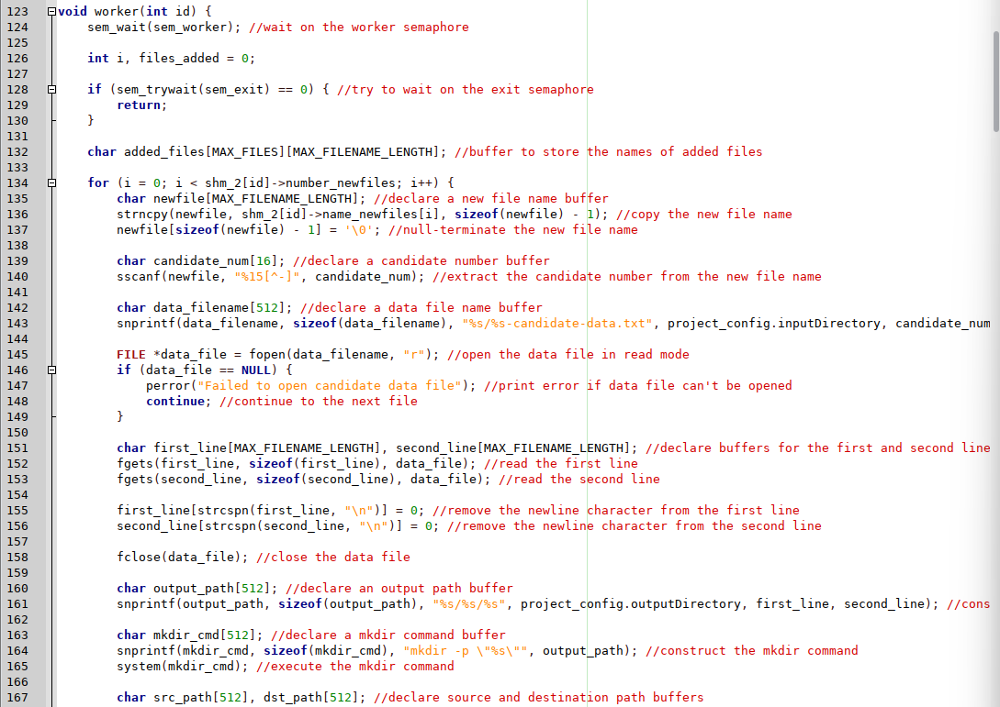 123 void worker(int id) {
124     sem_wait(sem_worker); //wait on the worker semaphore
125
126     int i, files_added = 0;
127
128     if (sem_trywait(sem_exit) == 0) { //try to wait on the exit semaphore
129         return;
130     }
131
132     char added_files[MAX_FILES][MAX_FILENAME_LENGTH]; //buffer to store the names of added files
133
134     for (i = 0; i < shm_2[id]->number_newfiles; i++) {
135         char newfile[MAX_FILENAME_LENGTH]; //declare a new file name buffer
136         strncpy(newfile, shm_2[id]->name_newfiles[i], sizeof(newfile) - 1); //copy the new file name
137         newfile[sizeof(newfile) - 1] = '\0'; //null-terminate the new file name
138
139         char candidate_num[16]; //declare a candidate number buffer
140         sscanf(newfile, "%15[^-]", candidate_num); //extract the candidate number from the new file name
141
142         char data_filename[512]; //declare a data file name buffer
143         snprintf(data_filename, sizeof(data_filename), "%s/%s-candidate-data.txt", project_config.inputDirectory, candidate_num
144
145         FILE *data_file = fopen(data_filename, "r"); //open the data file in read mode
146         if (data_file == NULL) {
147             perror("Failed to open candidate data file"); //print error if data file can't be opened
148             continue; //continue to the next file
149         }
150
151         char first_line[MAX_FILENAME_LENGTH], second_line[MAX_FILENAME_LENGTH]; //declare buffers for the first and second line
152         fgets(first_line, sizeof(first_line), data_file); //read the first line
153         fgets(second_line, sizeof(second_line), data_file); //read the second line
154
155         first_line[strcspn(first_line, "\n")] = 0; //remove the newline character from the first line
156         second_line[strcspn(second_line, "\n")] = 0; //remove the newline character from the second line
157
158         fclose(data_file); //close the data file
159
160         char output_path[512]; //declare an output path buffer
161         snprintf(output_path, sizeof(output_path), "%s/%s/%s", project_config.outputDirectory, first_line, second_line); //cons
162
163         char mkdir_cmd[512]; //declare a mkdir command buffer
164         snprintf(mkdir_cmd, sizeof(mkdir_cmd), "mkdir -p \"%s\"", output_path); //construct the mkdir command
165         system(mkdir_cmd); //execute the mkdir command
166
167         char src_path[512], dst_path[512]; //declare source and destination path buffers